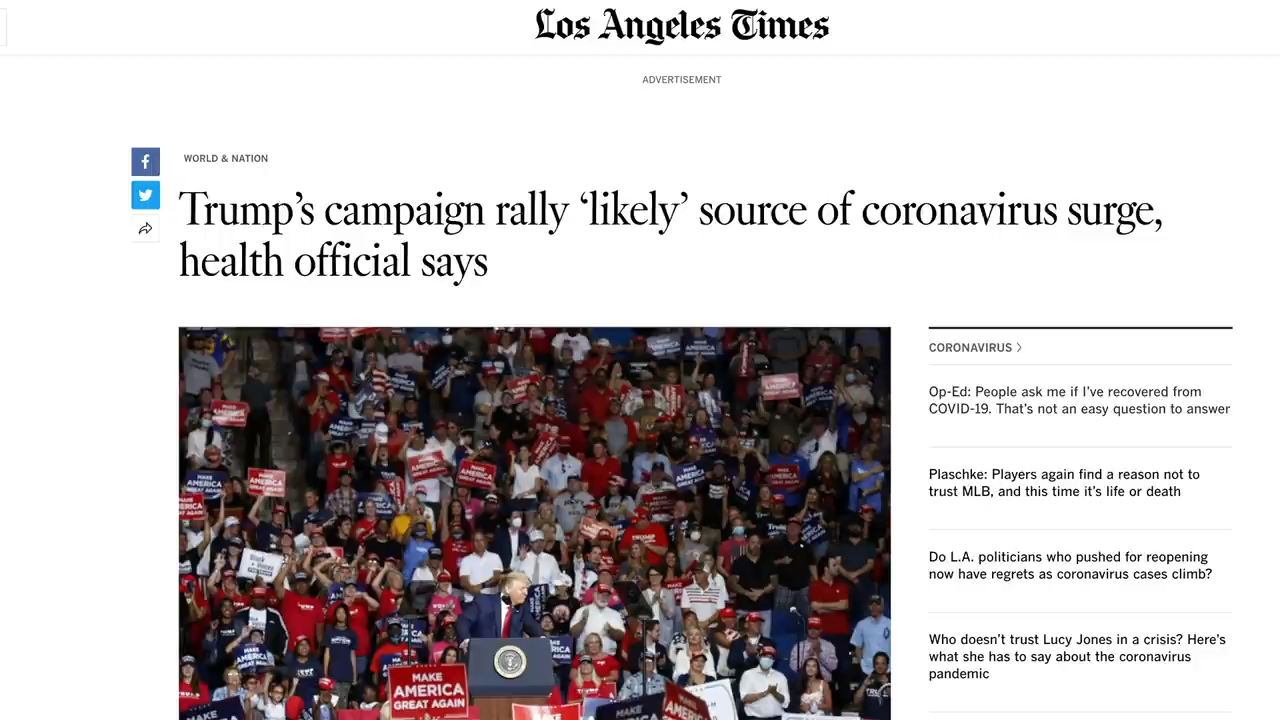 Los Angeles Times
ADVERTISEMENT
WORLD & NATION
Trump’s campaign rally ‘likely’ source of coronavirus surge,
health official says
CORONAVIRUS
Op-Ed: People ask me if I’ve recovered from
COVID-19. That’s not an easy question to answer
Plaschke: Players again find a reason not to
trust MLB, and this time it’s life or death
Do L.A. politicians who pushed for reopening
now have regrets as coronavirus cases climb?
Who doesn’t trust Lucy Jones in a crisis? Here’s
what she has to say about the coronavirus
pandemic
MAKE
AMERICA
GREAT AGAIN